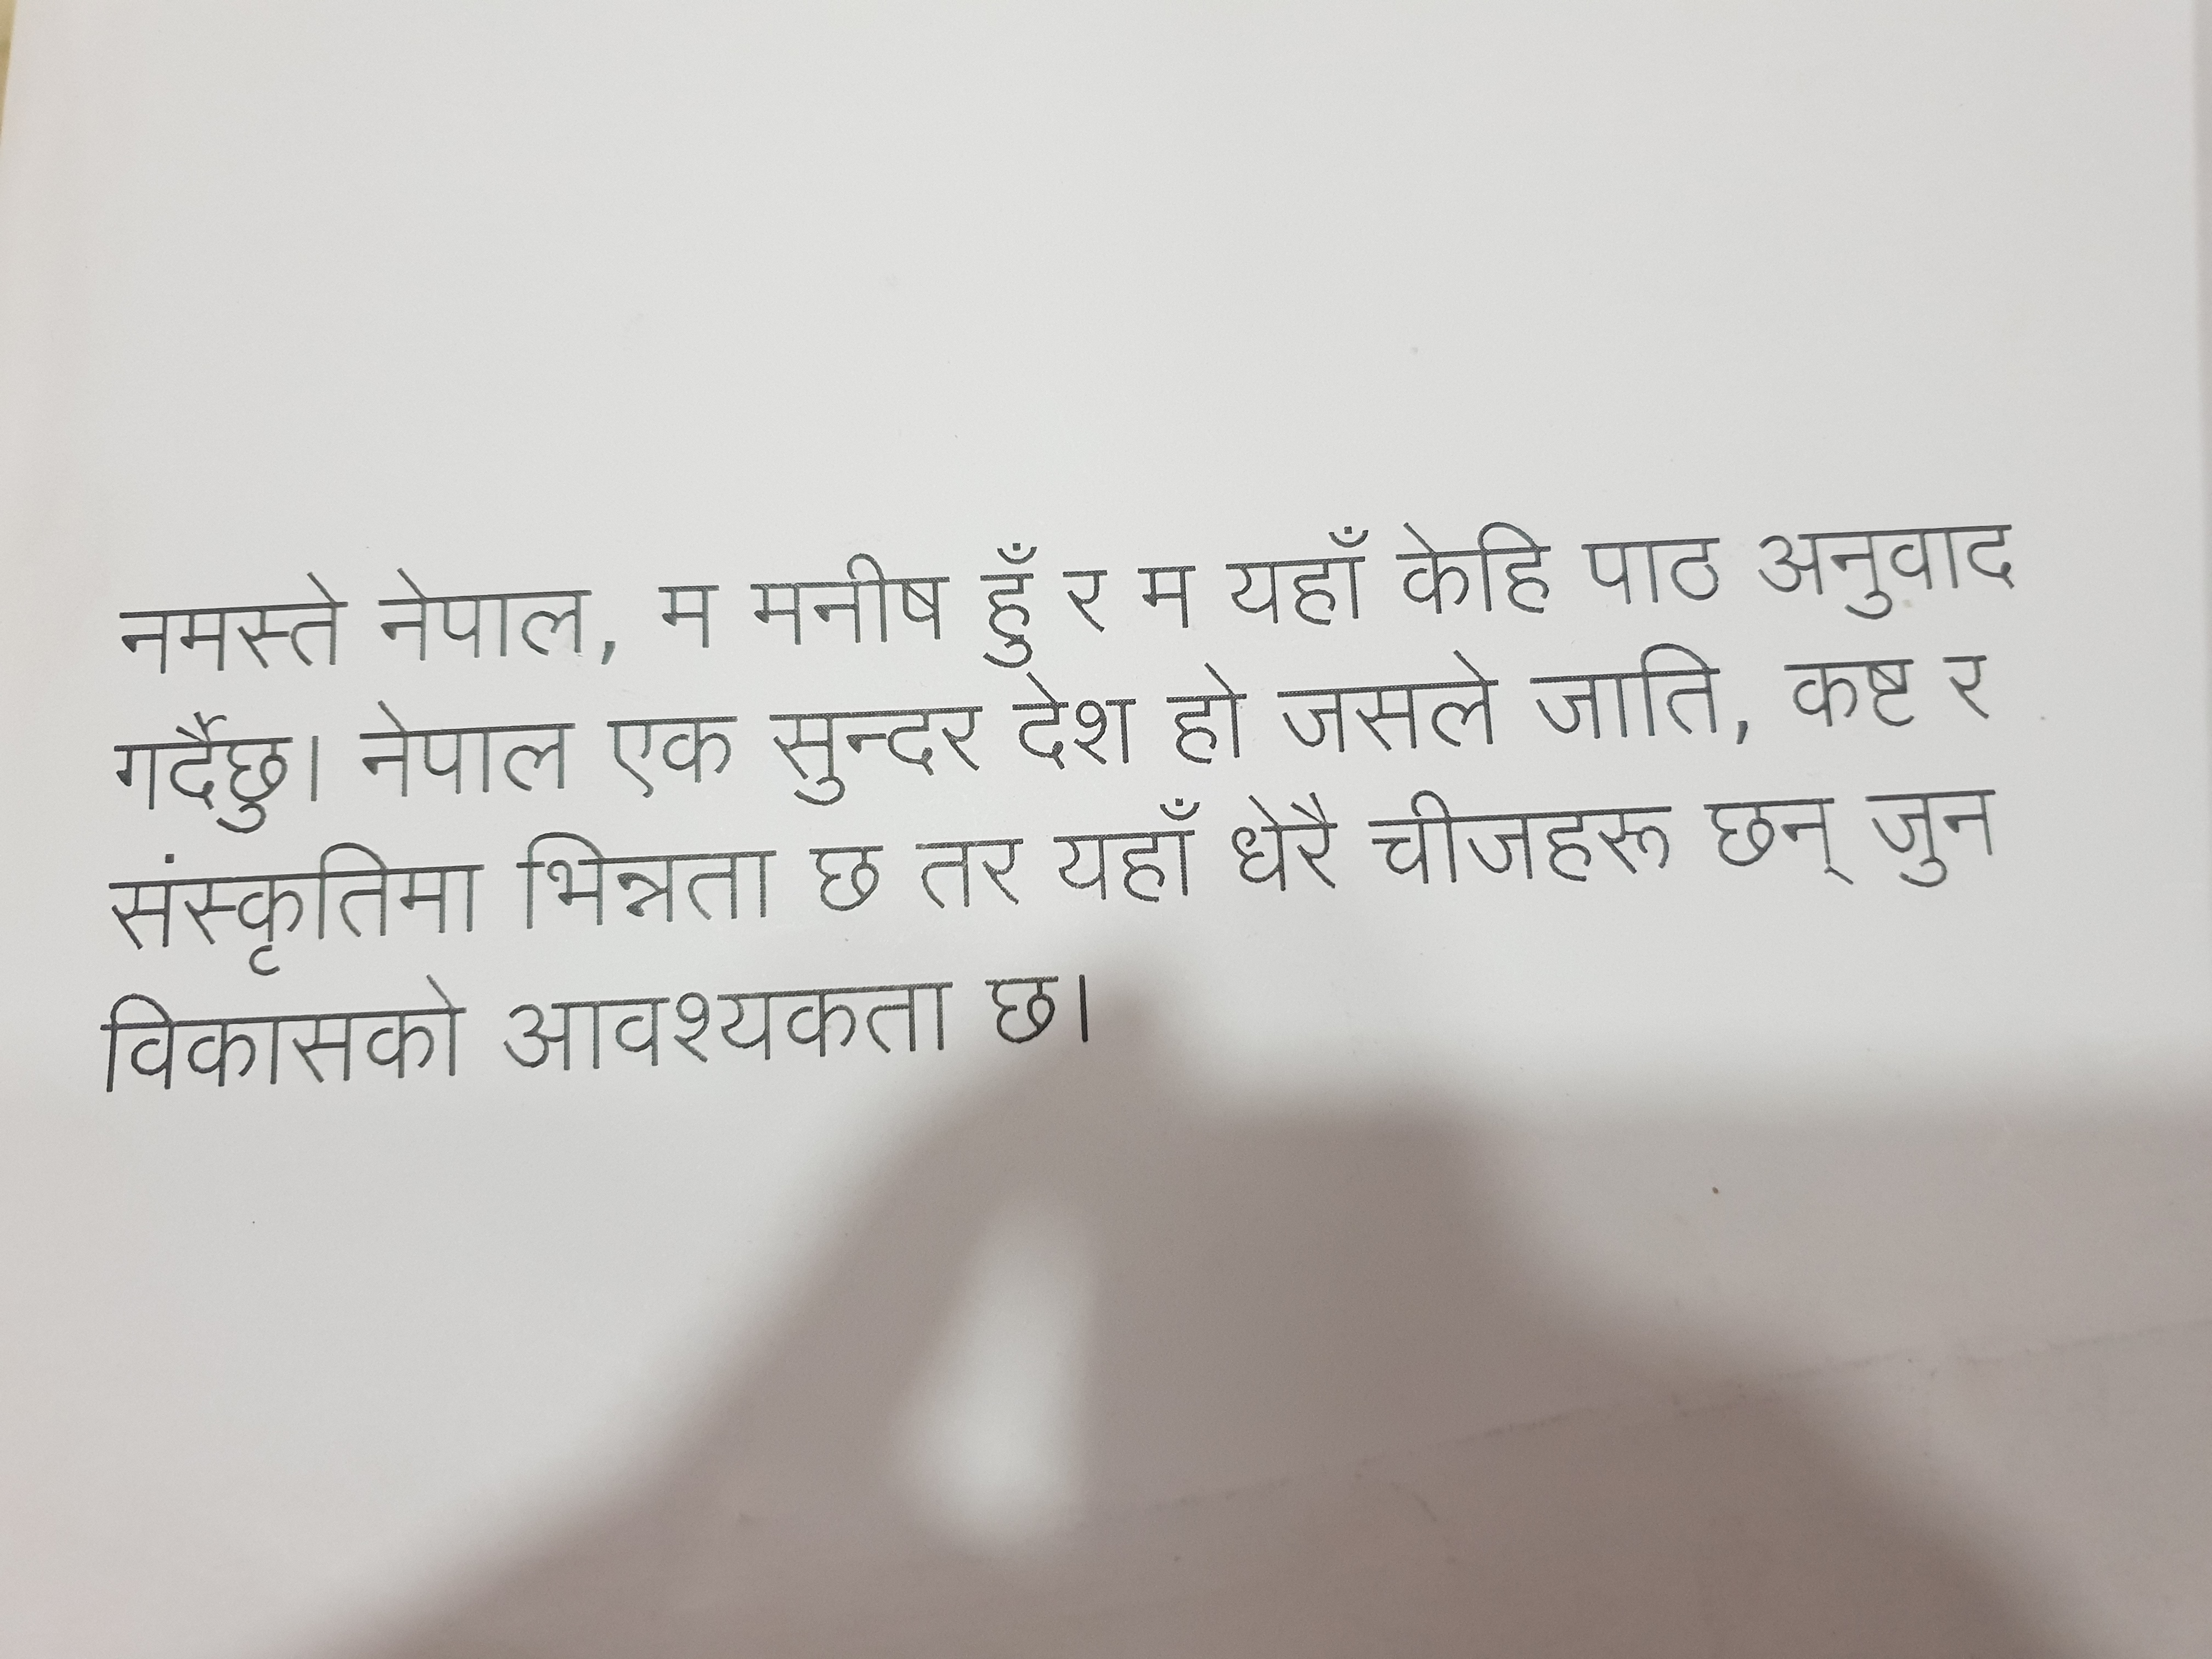 नमस्ते नेपाल, म मनीष हुँ र म यहाँ केहि पाठ अनुवाद
गर्दैछु। नेपाल एक सुन्दर देश हो जसले जाति, कष्ट र
संस्कृतिमा भिन्नता छ तर यहाँ धेरै चीजहरू छन् जुन
विकासको आवश्यकता छ।